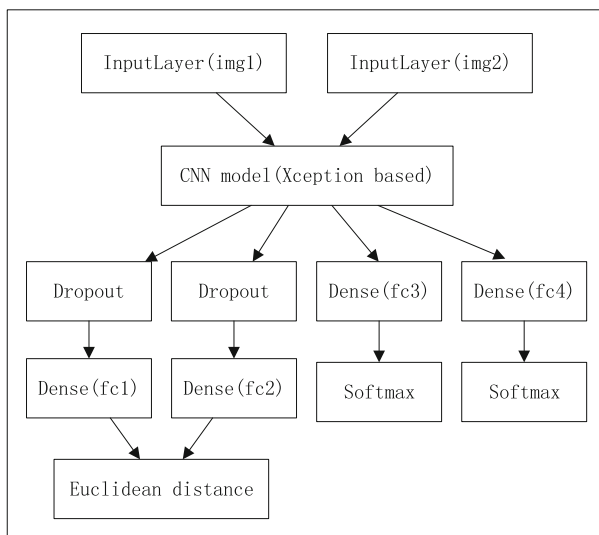 InputLayer(img1)
InputLayer(img2)
CNN model(Xception based)
Dropout
Dropout
Dense(fc3)
Dense(fc4)
Dense(fc1)
Dense(fc2)
Softmax
Softmax
Euclidean distance